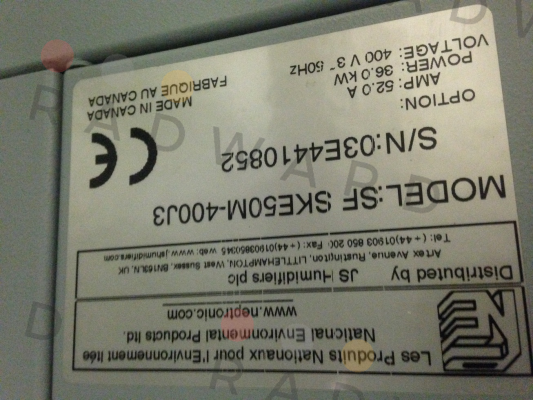 Les Produits Nationaux pour l'Environnement ltée
National Environmental Products ltd.
www.neptronic.com
Distributed by JS Humidifiers plc
Artex Avenue, Rustington, LITTLEHAMPTON, West Sussex, BN163LN, UK
Tel: (+44)01903 850 200 Fax: (+44)01903850345 web: www.jshumidifiers.com
MODEL:SF SKE50M-400J3
S/N:03E4410852
OPTION:
AMP: 52.0 A
POWER: 36.0 kW
VOLTAGE: 400 V 3~ 50Hz
CE
MADE IN CANADA
FABRIQUE AU CANADA
RADWARD
RADW